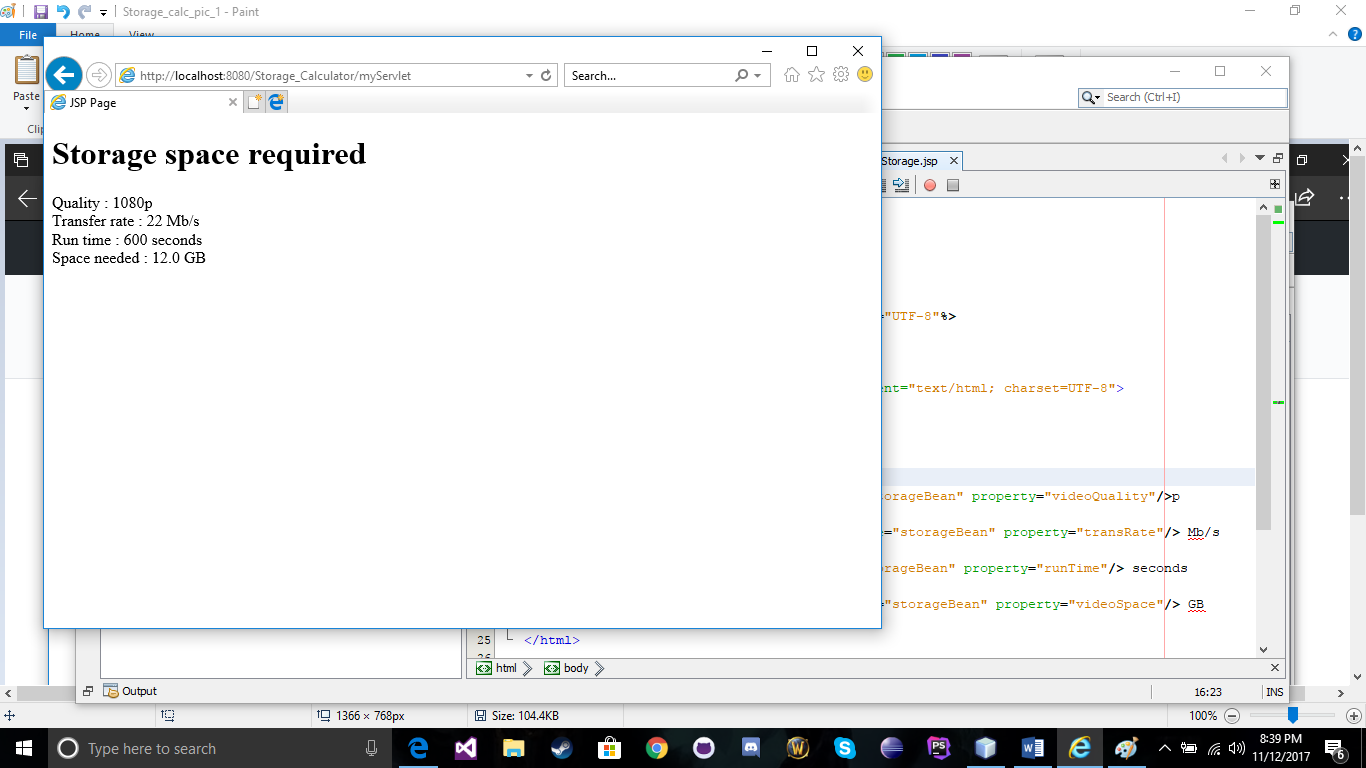 Storage_calc_pic_1 - Paint
File Home View
Paste
http://localhost:8080/Storage_Calculator/myServlet
Search...
JSP Page
Search (Ctrl+I)
Storage space required
Quality : 1080p
Transfer rate : 22 Mb/s
Run time : 600 seconds
Space needed : 12.0 GB
Storage.jsp
="UTF-8"%>
ent="text/html; charset=UTF-8">
torageBean" property="videoQuality"/>p
="storageBean" property="transRate"/> Mb/s
orageBean" property="runTime"/> seconds
="storageBean" property="videoSpace"/> GB
25 </html>
html body
Output
16:23 INS
1366 × 768px
Size: 104.4KB
100%
Type here to search
8:39 PM
11/12/2017
6